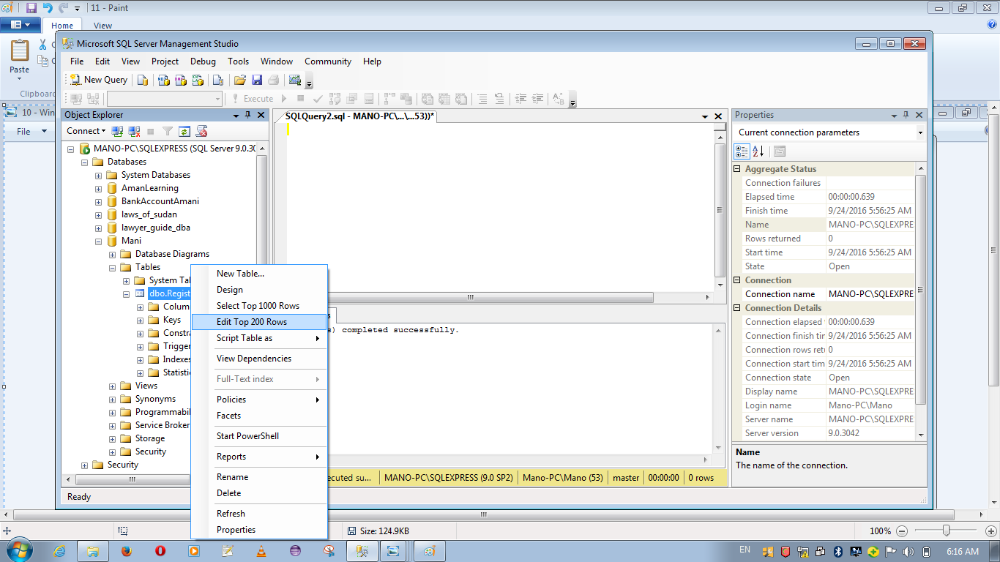 11 - Paint
Home
View
Paste
Clipboard
10 - Win
File
Microsoft SQL Server Management Studio
File Edit View Project Debug Tools Window Community Help
New Query
Execute
Object Explorer
Connect
MANO-PC\SQLEXPRESS (SQL Server 9.0.30
Databases
System Databases
AmanLearning
BankAccountAmani
laws_of_sudan
lawyer_guide_dba
Mani
Database Diagrams
Tables
System Tal
dbo.Regist
Colum
Keys
Constra
Trigger
Indexes
Statisti
Views
Synonyms
Programmabil
Service Broker
Storage
Security
Security
Ready
New Table...
Design
Select Top 1000 Rows
Edit Top 200 Rows
Script Table as
View Dependencies
Full-Text index
Policies
Facets
Start PowerShell
Reports
Rename
Delete
Refresh
Properties
SQLQuery2.sql - MANO-PC\...\...53))*
s) completed successfully.
ecuted su... MANO-PC\SQLEXPRESS (9.0 SP2) Mano-PC\Mano (53) master 00:00:00 0 rows
Properties
Current connection parameters
Aggregate Status
Connection failures
Elapsed time 00:00:00.639
Finish time 9/24/2016 5:56:25 AM
Name MANO-PC\SQLEXPRE
Rows returned 0
Start time 9/24/2016 5:56:25 AM
State Open
Connection
Connection name MANO-PC\SQLEXPRE
Connection Details
Connection elapsed 00:00:00.639
Connection finish tim 9/24/2016 5:56:25 AM
Connection rows retu 0
Connection start tim 9/24/2016 5:56:25 AM
Connection state Open
Display name MANO-PC\SQLEXPRE
Login name Mano-PC\Mano
Server name MANO-PC\SQLEXPRE
Server version 9.0.3042
Name
The name of the connection.
Size: 124.9KB
100%
EN
6:16 AM